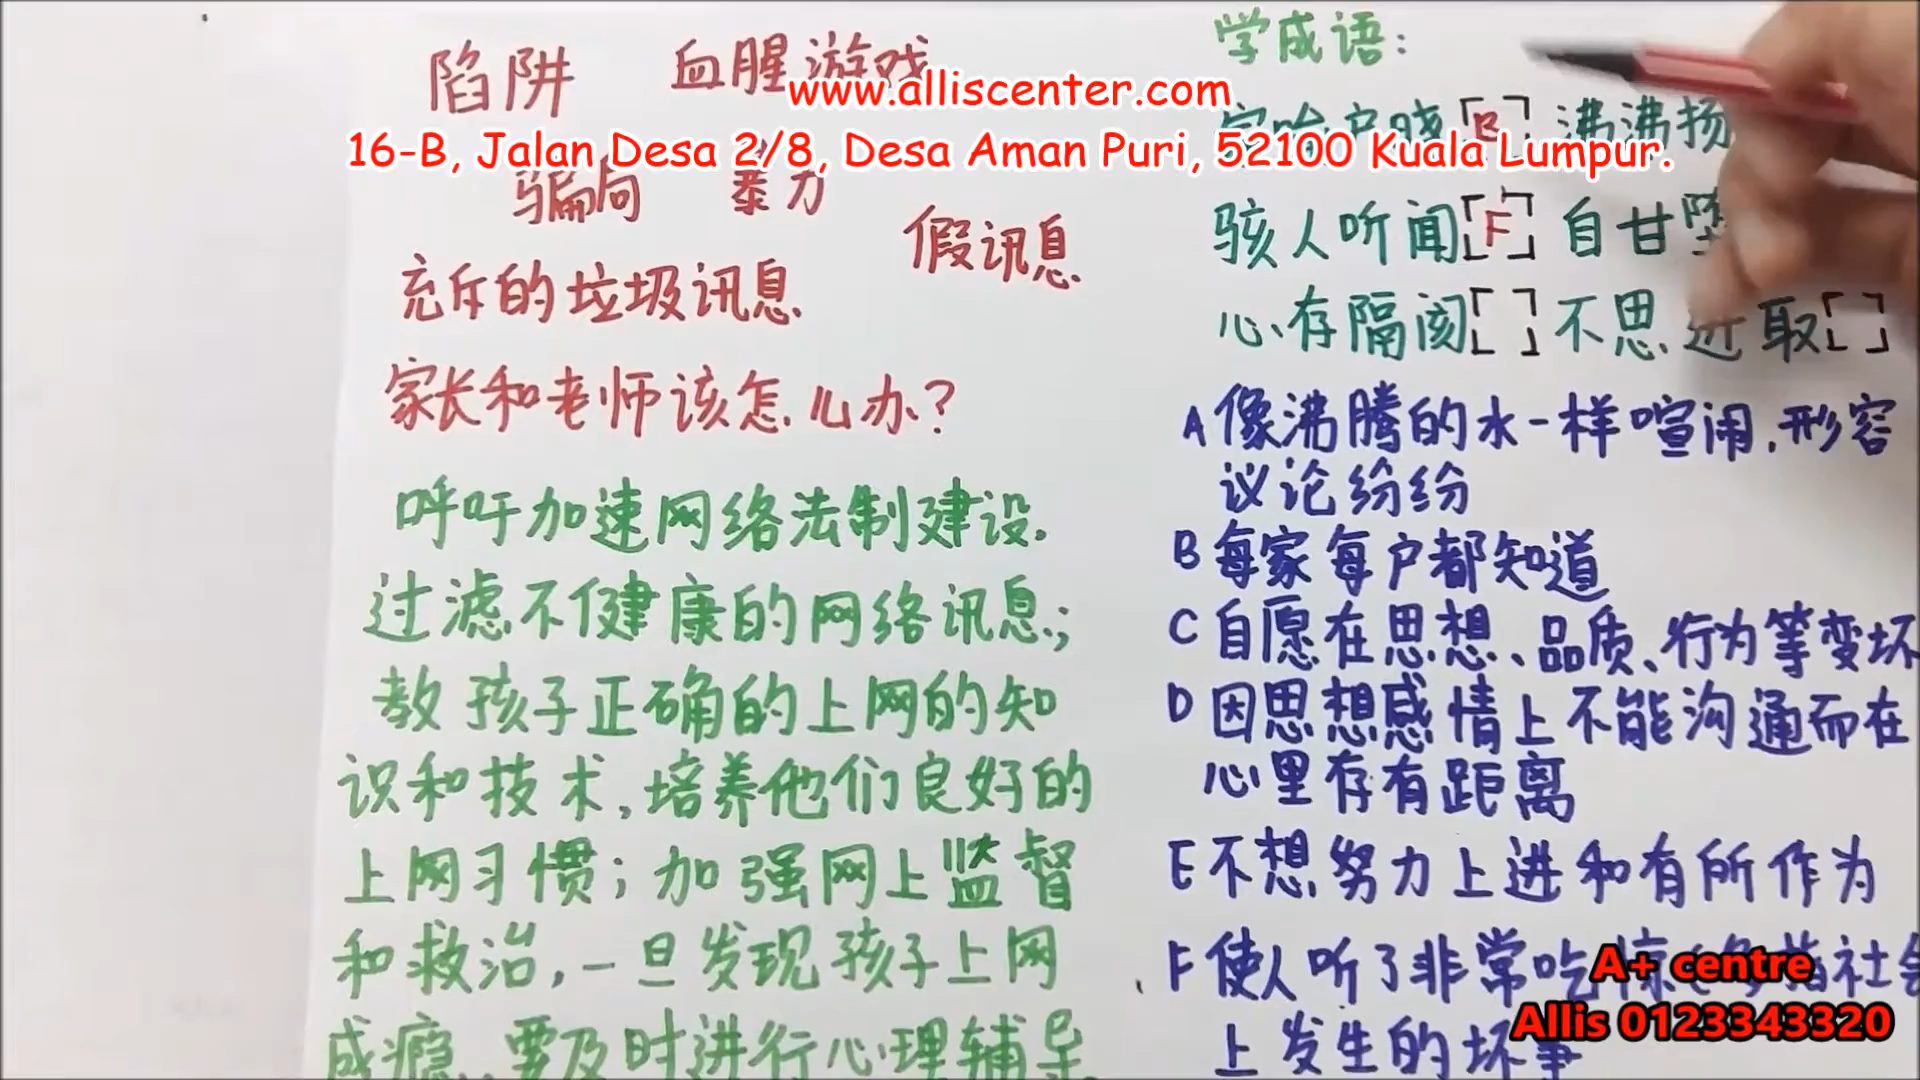 陷阱 血腥游戏
www.alliscenter.com
16-B, Jalan Desa 2/8, Desa Aman Puri, 52100 Kuala Lumpur.
骗局 暴力
假讯息
充斥的垃圾讯息
家长和老师该怎么办?
呼吁加速网络法制建设.
过滤不健康的网络讯息;
教孩子正确的上网的知
识和技术,培养他们良好的
上网习惯;加强网上监督
和救治,一旦发现孩子上网
成瘾,要及时进行心理辅导
学成语:
家喻户晓[B] 沸沸扬
骇人听闻[F] 自甘堕
心存隔阂[ ] 不思进取[ ]
A 像沸腾的水一样喧闹,形容
议论纷纷
B 每家每户都知道
C 自愿在思想、品质、行为等变坏
D 因思想感情上不能沟通而在
心里存有距离
E 不想努力上进和有所作为
F 使人听了非常吃惊(多指社会
上发生的坏事
A+ centre
Allis 0123343320